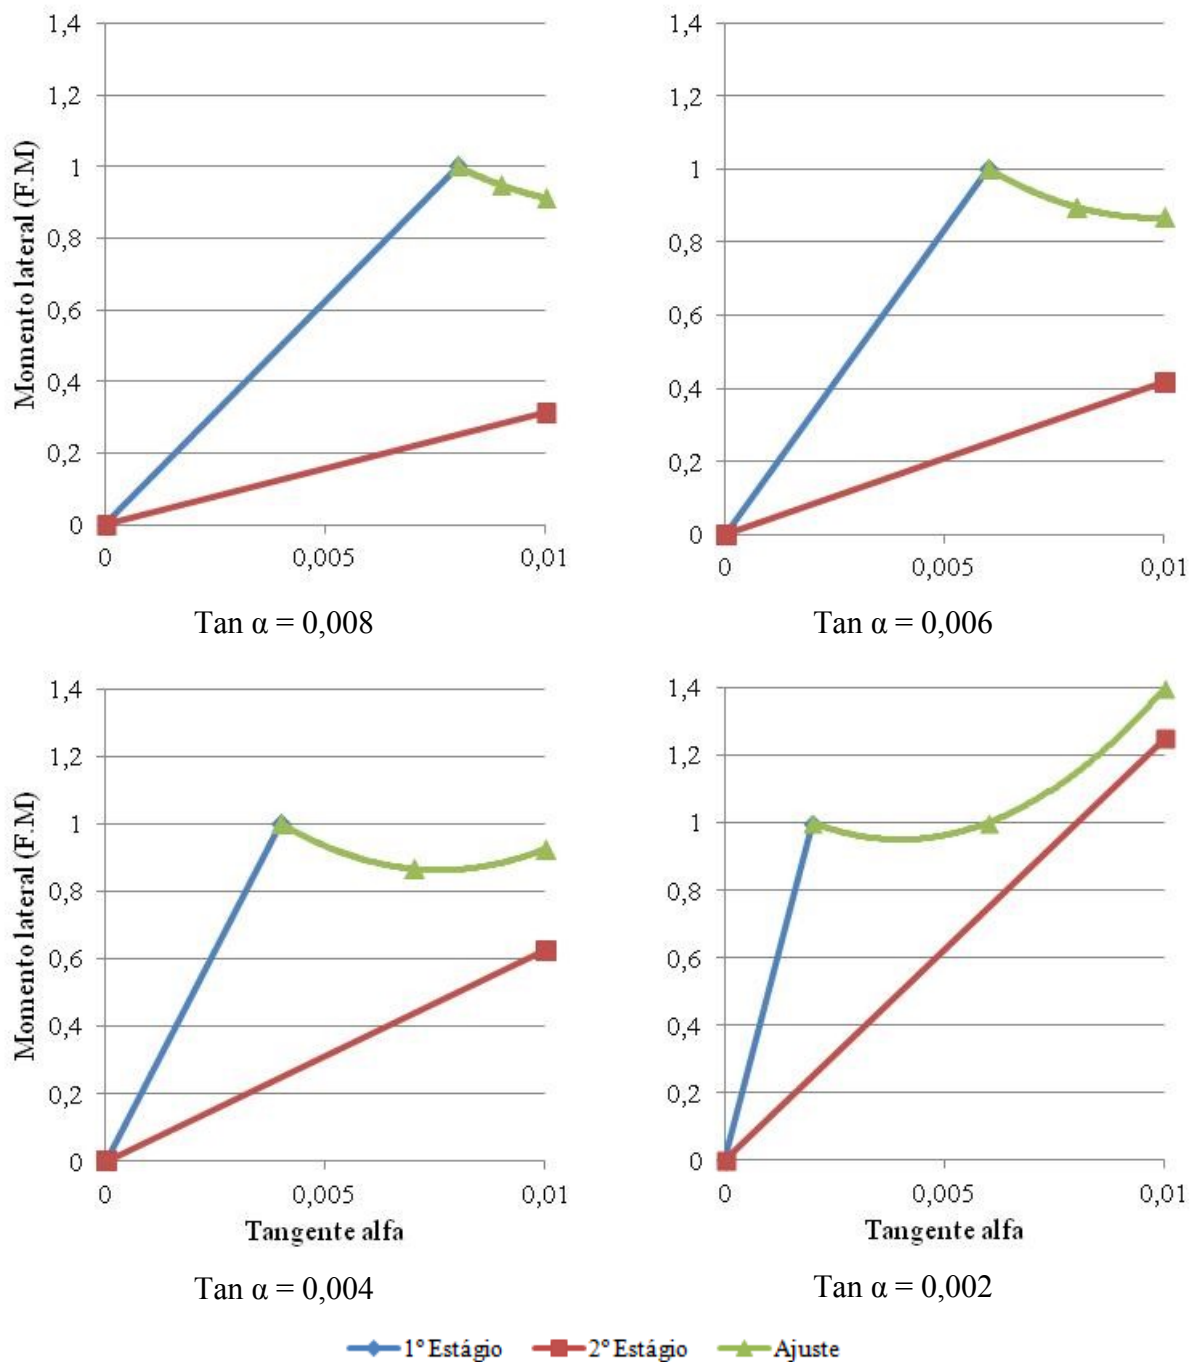 1,4
1,2
1
0,8
0,6
0,4
0,2
0
Momento lateral (F.M)
0 0,005 0,01
Tan α = 0,008
1,4
1,2
1
0,8
0,6
0,4
0,2
0
0 0,005 0,01
Tan α = 0,006
1,4
1,2
1
0,8
0,6
0,4
0,2
0
Momento lateral (F.M)
0 0,005 0,01
Tangente alfa
Tan α = 0,004
1,4
1,2
1
0,8
0,6
0,4
0,2
0
0 0,005 0,01
Tangente alfa
Tan α = 0,002
1º Estágio 2º Estágio Ajuste